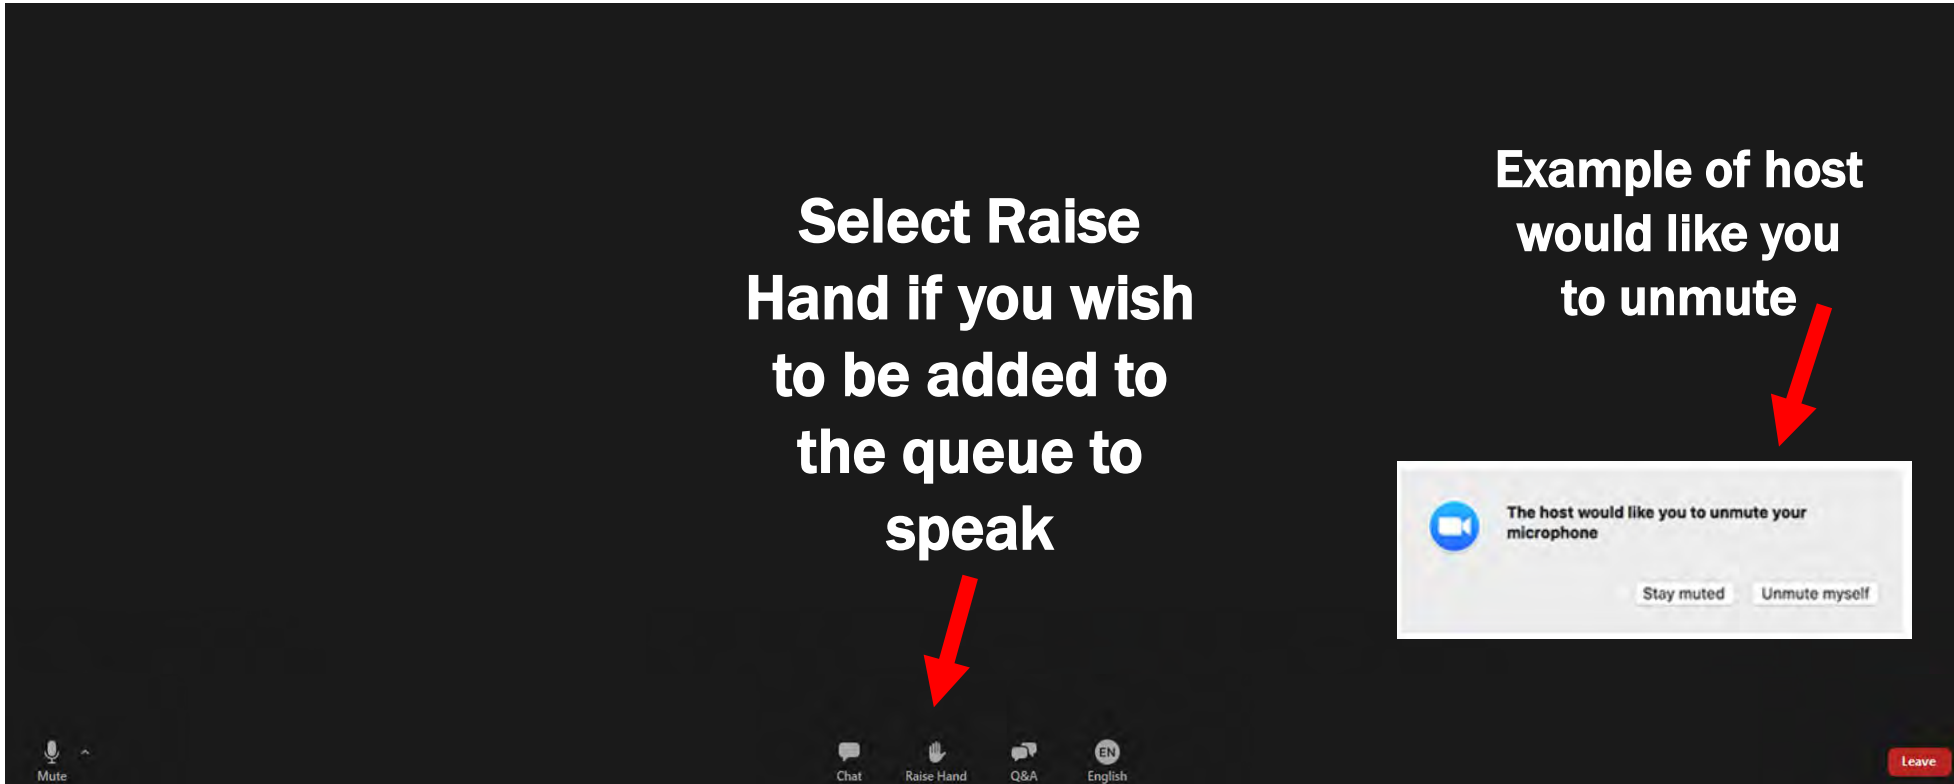 Select Raise
Hand if you wish
to be added to
the queue to
speak
Example of host
would like you
to unmute
The host would like you to unmute your
microphone
Stay muted
Unmute myself
Mute
Chat
Raise Hand
Q&A
EN
English
Leave